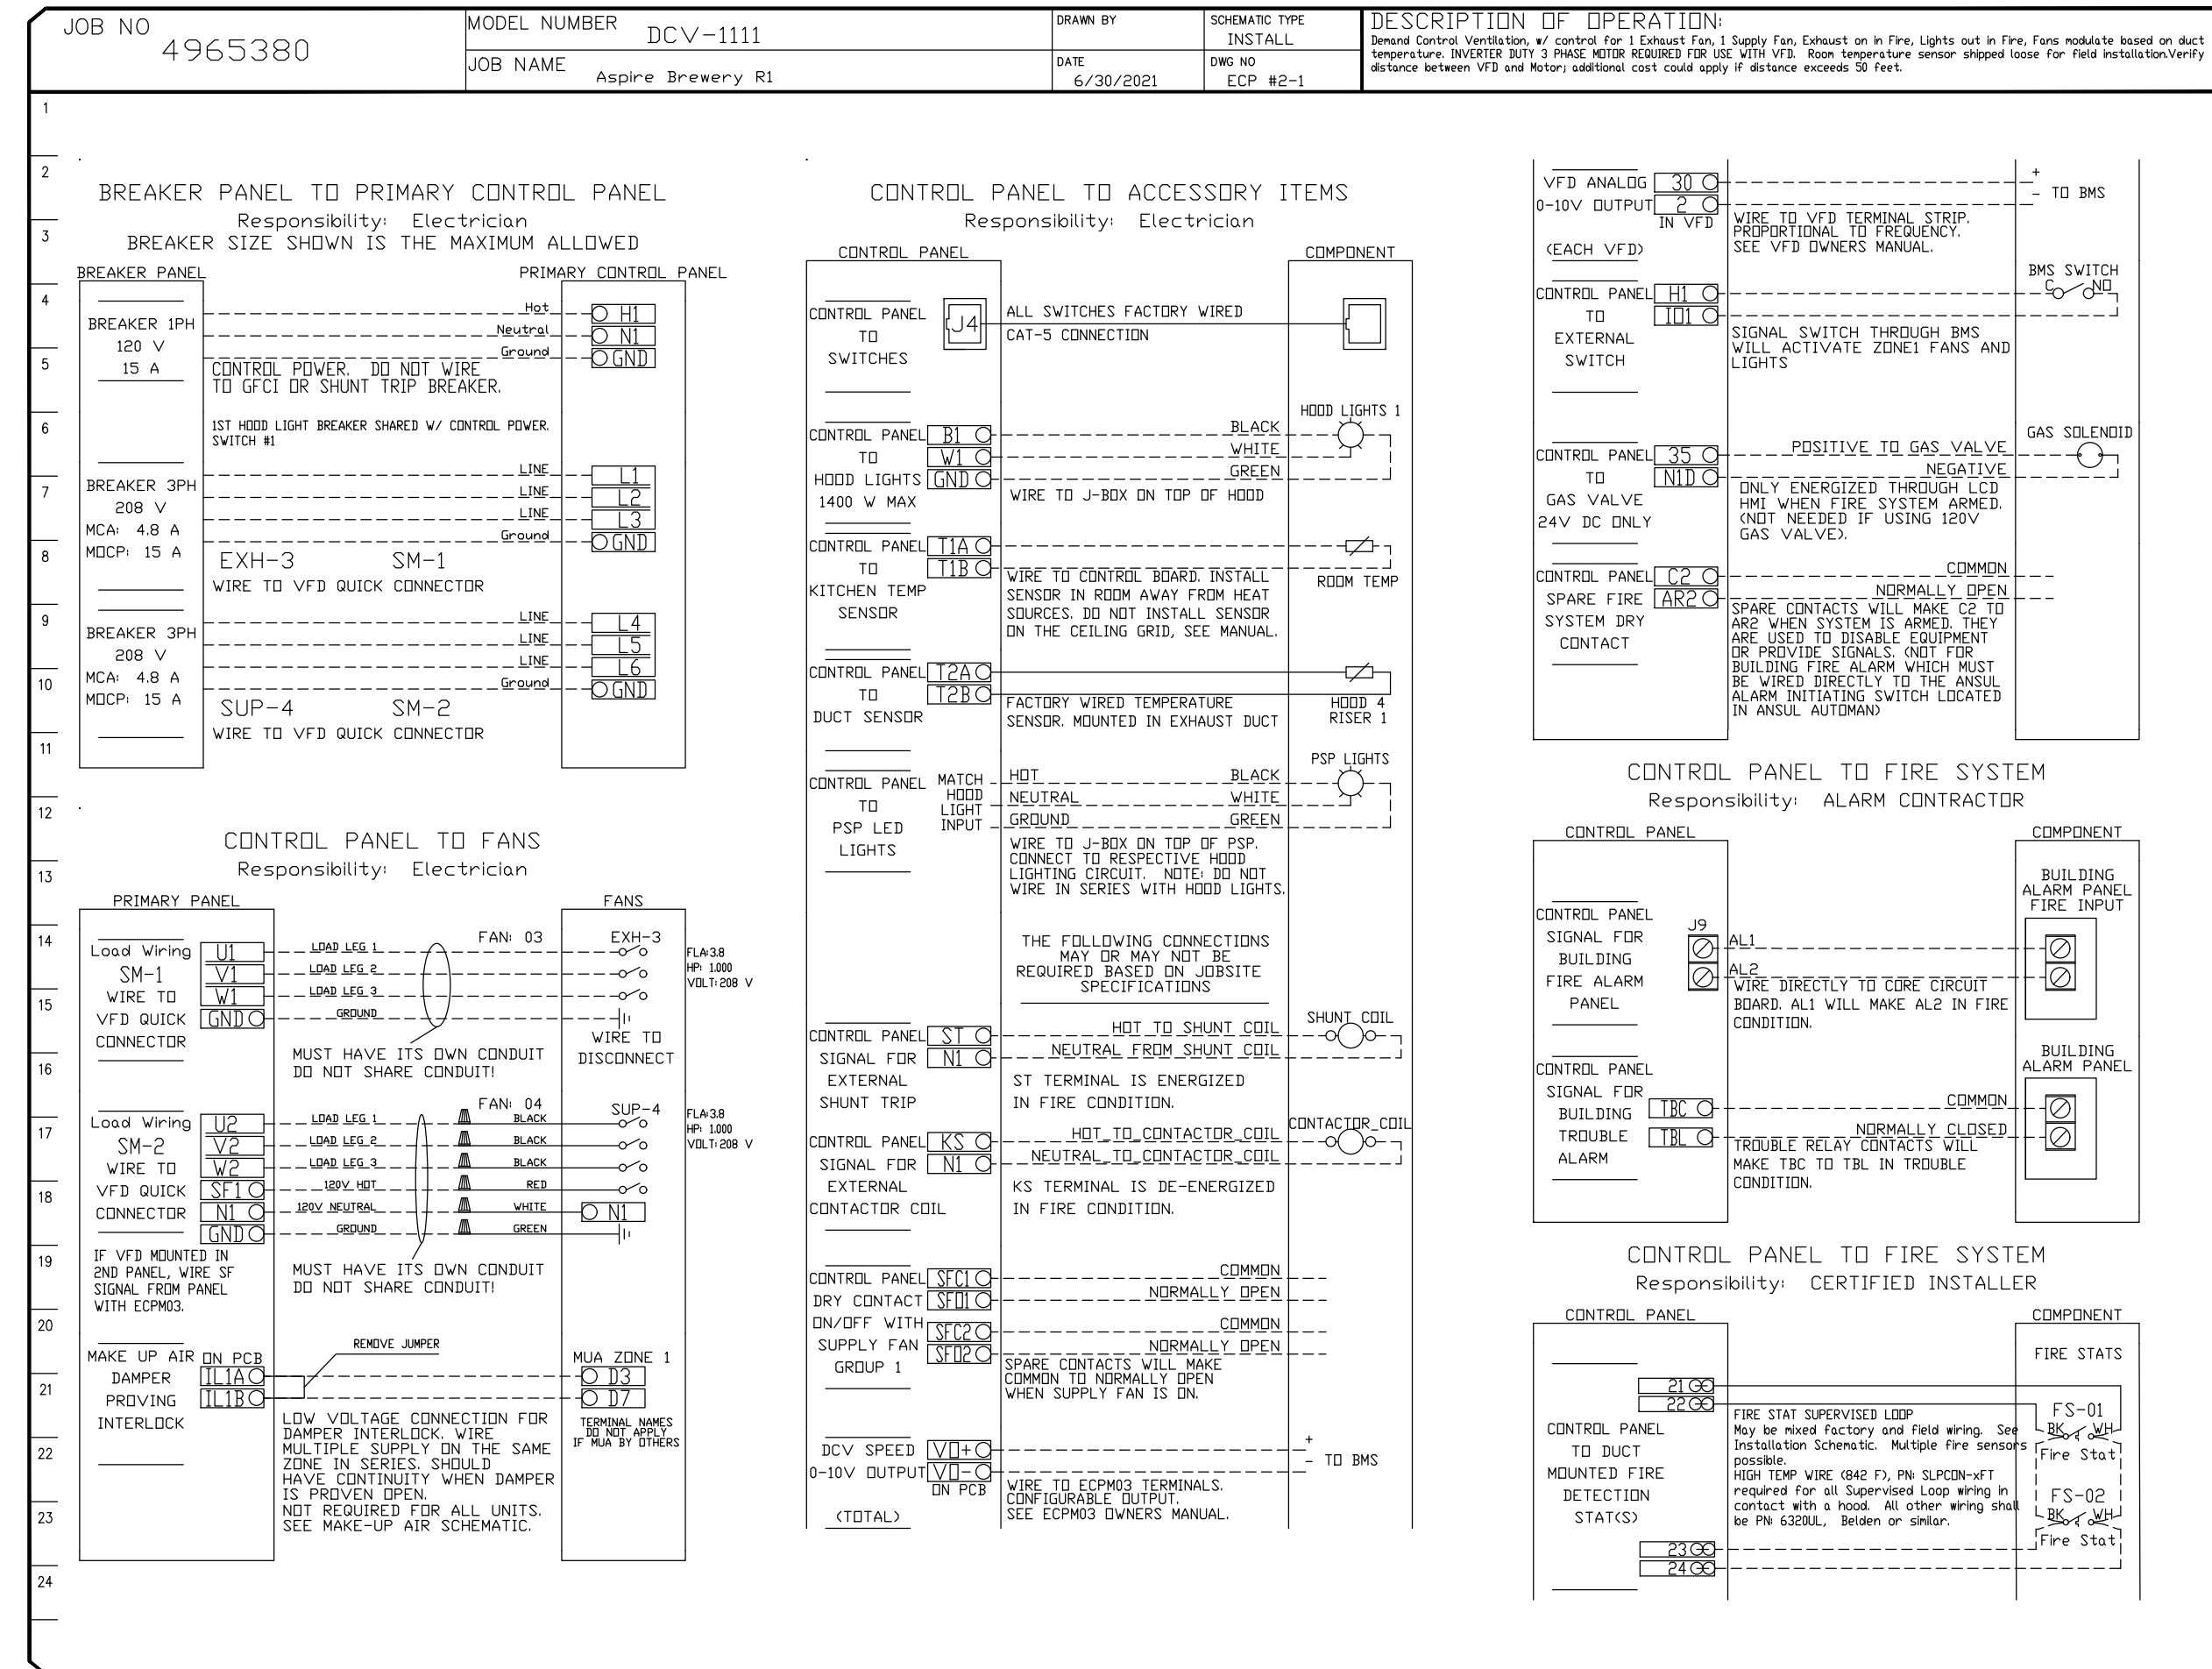 JOB NO
4965380
MODEL NUMBER
DCV-1111
JOB NAME
Aspire Brewery R1
DRAWN BY
DATE
6/30/2021
SCHEMATIC TYPE
INSTALL
DWG NO
ECP #2-1
DESCRIPTION OF OPERATION:
Demand Control Ventilation, w/ control for 1 Exhaust Fan, 1 Supply Fan, Exhaust on in Fire, Lights out in Fire, Fans modulate based on duct
temperature. INVERTER DUTY 3 PHASE MOTOR REQUIRED FOR USE WITH VFD. Room temperature sensor shipped loose for field installation.Verify
distance between VFD and Motor; additional cost could apply if distance exceeds 50 feet.
1
2
3
4
5
6
7
8
9
10
11
12
13
14
15
16
17
18
19
20
21
22
23
24
BREAKER PANEL TO PRIMARY CONTROL PANEL
Responsibility: Electrician
BREAKER SIZE SHOWN IS THE MAXIMUM ALLOWED
BREAKER PANEL
PRIMARY CONTROL PANEL
BREAKER 1PH
120 V
15 A
Hot
H1
Neutral
N1
Ground
GND
CONTROL POWER. DO NOT WIRE
TO GFCI OR SHUNT TRIP BREAKER.
1ST HOOD LIGHT BREAKER SHARED W/ CONTROL POWER.
SWITCH #1
BREAKER 3PH
208 V
MCA: 4.8 A
MOCP: 15 A
LINE
L1
LINE
L2
LINE
L3
Ground
GND
EXH-3 SM-1
WIRE TO VFD QUICK CONNECTOR
BREAKER 3PH
208 V
MCA: 4.8 A
MOCP: 15 A
LINE
L4
LINE
L5
LINE
L6
Ground
GND
SUP-4 SM-2
WIRE TO VFD QUICK CONNECTOR
CONTROL PANEL TO FANS
Responsibility: Electrician
PRIMARY PANEL
FANS
Load Wiring
SM-1
WIRE TO
VFD QUICK
CONNECTOR
U1
V1
W1
GND
LOAD LEG 1
LOAD LEG 2
LOAD LEG 3
GROUND
FAN: 03
EXH-3
FLA:3.8
HP: 1.000
VOLT:208 V
WIRE TO
DISCONNECT
MUST HAVE ITS OWN CONDUIT
DO NOT SHARE CONDUIT!
Load Wiring
SM-2
WIRE TO
VFD QUICK
CONNECTOR
U2
V2
W2
SF1
N1
GND
LOAD LEG 1
LOAD LEG 2
LOAD LEG 3
120V HOT
120V NEUTRAL
GROUND
FAN: 04
BLACK
BLACK
BLACK
RED
WHITE
GREEN
SUP-4
N1
FLA:3.8
HP: 1.000
VOLT:208 V
IF VFD MOUNTED IN
2ND PANEL, WIRE SF
SIGNAL FROM PANEL
WITH ECPM03.
MUST HAVE ITS OWN CONDUIT
DO NOT SHARE CONDUIT!
MAKE UP AIR
DAMPER
PROVING
INTERLOCK
ON PCB
IL1A
IL1B
REMOVE JUMPER
MUA ZONE 1
D3
D7
TERMINAL NAMES
DO NOT APPLY
IF MUA BY OTHERS
LOW VOLTAGE CONNECTION FOR
DAMPER INTERLOCK. WIRE
MULTIPLE SUPPLY ON THE SAME
ZONE IN SERIES. SHOULD
HAVE CONTINUITY WHEN DAMPER
IS PROVEN OPEN.
NOT REQUIRED FOR ALL UNITS.
SEE MAKE-UP AIR SCHEMATIC.
CONTROL PANEL TO ACCESSORY ITEMS
Responsibility: Electrician
CONTROL PANEL
COMPONENT
CONTROL PANEL
TO
SWITCHES
J4
ALL SWITCHES FACTORY WIRED
CAT-5 CONNECTION
CONTROL PANEL
TO
HOOD LIGHTS
1400 W MAX
B1
W1
GND
BLACK
WHITE
GREEN
HOOD LIGHTS 1
WIRE TO J-BOX ON TOP OF HOOD
CONTROL PANEL
TO
KITCHEN TEMP
SENSOR
T1A
T1B
ROOM TEMP
WIRE TO CONTROL BOARD. INSTALL
SENSOR IN ROOM AWAY FROM HEAT
SOURCES. DO NOT INSTALL SENSOR
ON THE CEILING GRID, SEE MANUAL.
CONTROL PANEL
TO
DUCT SENSOR
T2A
T2B
FACTORY WIRED TEMPERATURE
SENSOR. MOUNTED IN EXHAUST DUCT
HOOD 4
RISER 1
CONTROL PANEL
TO
PSP LED
LIGHTS
MATCH
HOOD
LIGHT
INPUT
HOT
NEUTRAL
GROUND
BLACK
WHITE
GREEN
PSP LIGHTS
WIRE TO J-BOX ON TOP OF PSP.
CONNECT TO RESPECTIVE HOOD
LIGHTING CIRCUIT. NOTE: DO NOT
WIRE IN SERIES WITH HOOD LIGHTS.
THE FOLLOWING CONNECTIONS
MAY OR MAY NOT BE
REQUIRED BASED ON JOBSITE
SPECIFICATIONS
CONTROL PANEL
SIGNAL FOR
EXTERNAL
SHUNT TRIP
ST
N1
HOT TO SHUNT COIL
NEUTRAL FROM SHUNT COIL
SHUNT COIL
ST TERMINAL IS ENERGIZED
IN FIRE CONDITION.
CONTROL PANEL
SIGNAL FOR
EXTERNAL
CONTACTOR COIL
KS
N1
HOT TO CONTACTOR COIL
NEUTRAL TO CONTACTOR COIL
CONTACTOR COIL
KS TERMINAL IS DE-ENERGIZED
IN FIRE CONDITION.
CONTROL PANEL
DRY CONTACT
ON/OFF WITH
SUPPLY FAN
GROUP 1
SFC1
SFO1
SFC2
SFO2
COMMON
NORMALLY OPEN
COMMON
NORMALLY OPEN
SPARE CONTACTS WILL MAKE
COMMON TO NORMALLY OPEN
WHEN SUPPLY FAN IS ON.
DCV SPEED
0-10V OUTPUT
(TOTAL)
VO+
VO-
ON PCB
+
- TO BMS
WIRE TO ECPM03 TERMINALS.
CONFIGURABLE OUTPUT.
SEE ECPM03 OWNERS MANUAL.
VFD ANALOG
0-10V OUTPUT
(EACH VFD)
30
2
IN VFD
+
- TO BMS
WIRE TO VFD TERMINAL STRIP.
PROPORTIONAL TO FREQUENCY.
SEE VFD OWNERS MANUAL.
CONTROL PANEL
TO
EXTERNAL
SWITCH
H1
IO1
BMS SWITCH
C NO
SIGNAL SWITCH THROUGH BMS
WILL ACTIVATE ZONE1 FANS AND
LIGHTS
CONTROL PANEL
TO
GAS VALVE
24V DC ONLY
35
N1D
POSITIVE TO GAS VALVE
NEGATIVE
GAS SOLENOID
ONLY ENERGIZED THROUGH LCD
HMI WHEN FIRE SYSTEM ARMED.
(NOT NEEDED IF USING 120V
GAS VALVE).
CONTROL PANEL
SPARE FIRE
SYSTEM DRY
CONTACT
C2
AR2
COMMON
NORMALLY OPEN
SPARE CONTACTS WILL MAKE C2 TO
AR2 WHEN SYSTEM IS ARMED. THEY
ARE USED TO DISABLE EQUIPMENT
OR PROVIDE SIGNALS. (NOT FOR
BUILDING FIRE ALARM WHICH MUST
BE WIRED DIRECTLY TO THE ANSUL
ALARM INITIATING SWITCH LOCATED
IN ANSUL AUTOMAN)
CONTROL PANEL TO FIRE SYSTEM
Responsibility: ALARM CONTRACTOR
CONTROL PANEL
COMPONENT
CONTROL PANEL
SIGNAL FOR
BUILDING
FIRE ALARM
PANEL
J9
AL1
AL2
BUILDING
ALARM PANEL
FIRE INPUT
WIRE DIRECTLY TO CORE CIRCUIT
BOARD. AL1 WILL MAKE AL2 IN FIRE
CONDITION.
CONTROL PANEL
SIGNAL FOR
BUILDING
TROUBLE
ALARM
TBC
TBL
COMMON
NORMALLY CLOSED
BUILDING
ALARM PANEL
TROUBLE RELAY CONTACTS WILL
MAKE TBC TO TBL IN TROUBLE
CONDITION.
CONTROL PANEL TO FIRE SYSTEM
Responsibility: CERTIFIED INSTALLER
CONTROL PANEL
COMPONENT
FIRE STATS
21
22
CONTROL PANEL
TO DUCT
MOUNTED FIRE
DETECTION
STAT(S)
FIRE STAT SUPERVISED LOOP
May be mixed factory and field wiring. See
Installation Schematic. Multiple fire sensors
possible.
HIGH TEMP WIRE (842 F), PN: SLPCON-xFT
required for all Supervised Loop wiring in
contact with a hood. All other wiring shall
be PN: 6320UL, Belden or similar.
FS-01
BK WH
Fire Stat
FS-02
BK WH
Fire Stat
23
24